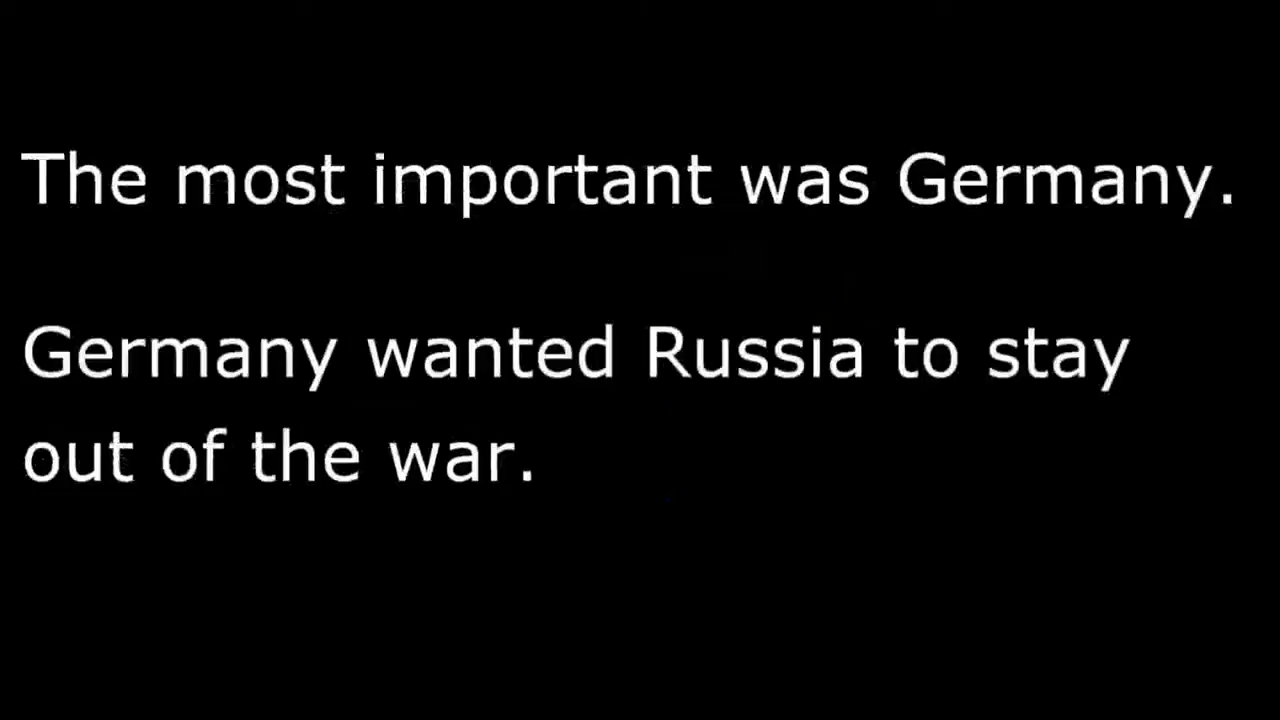 The most important was Germany.
Germany wanted Russia to stay
out of the war.